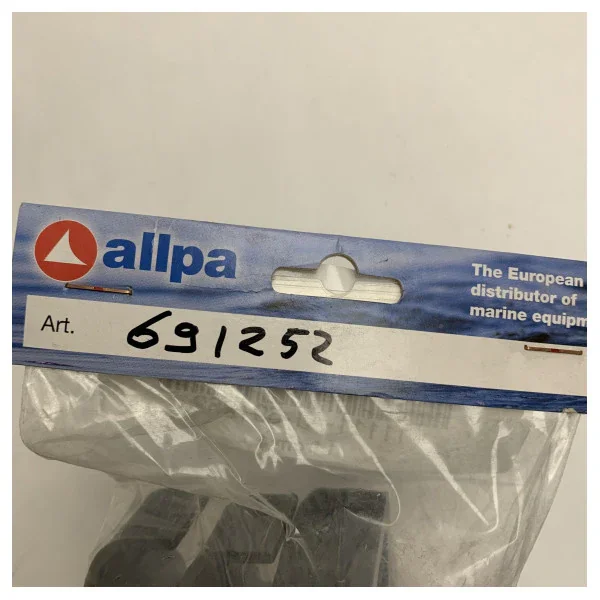 allpa
The European
distributor of
marine equipm
Art. 691252